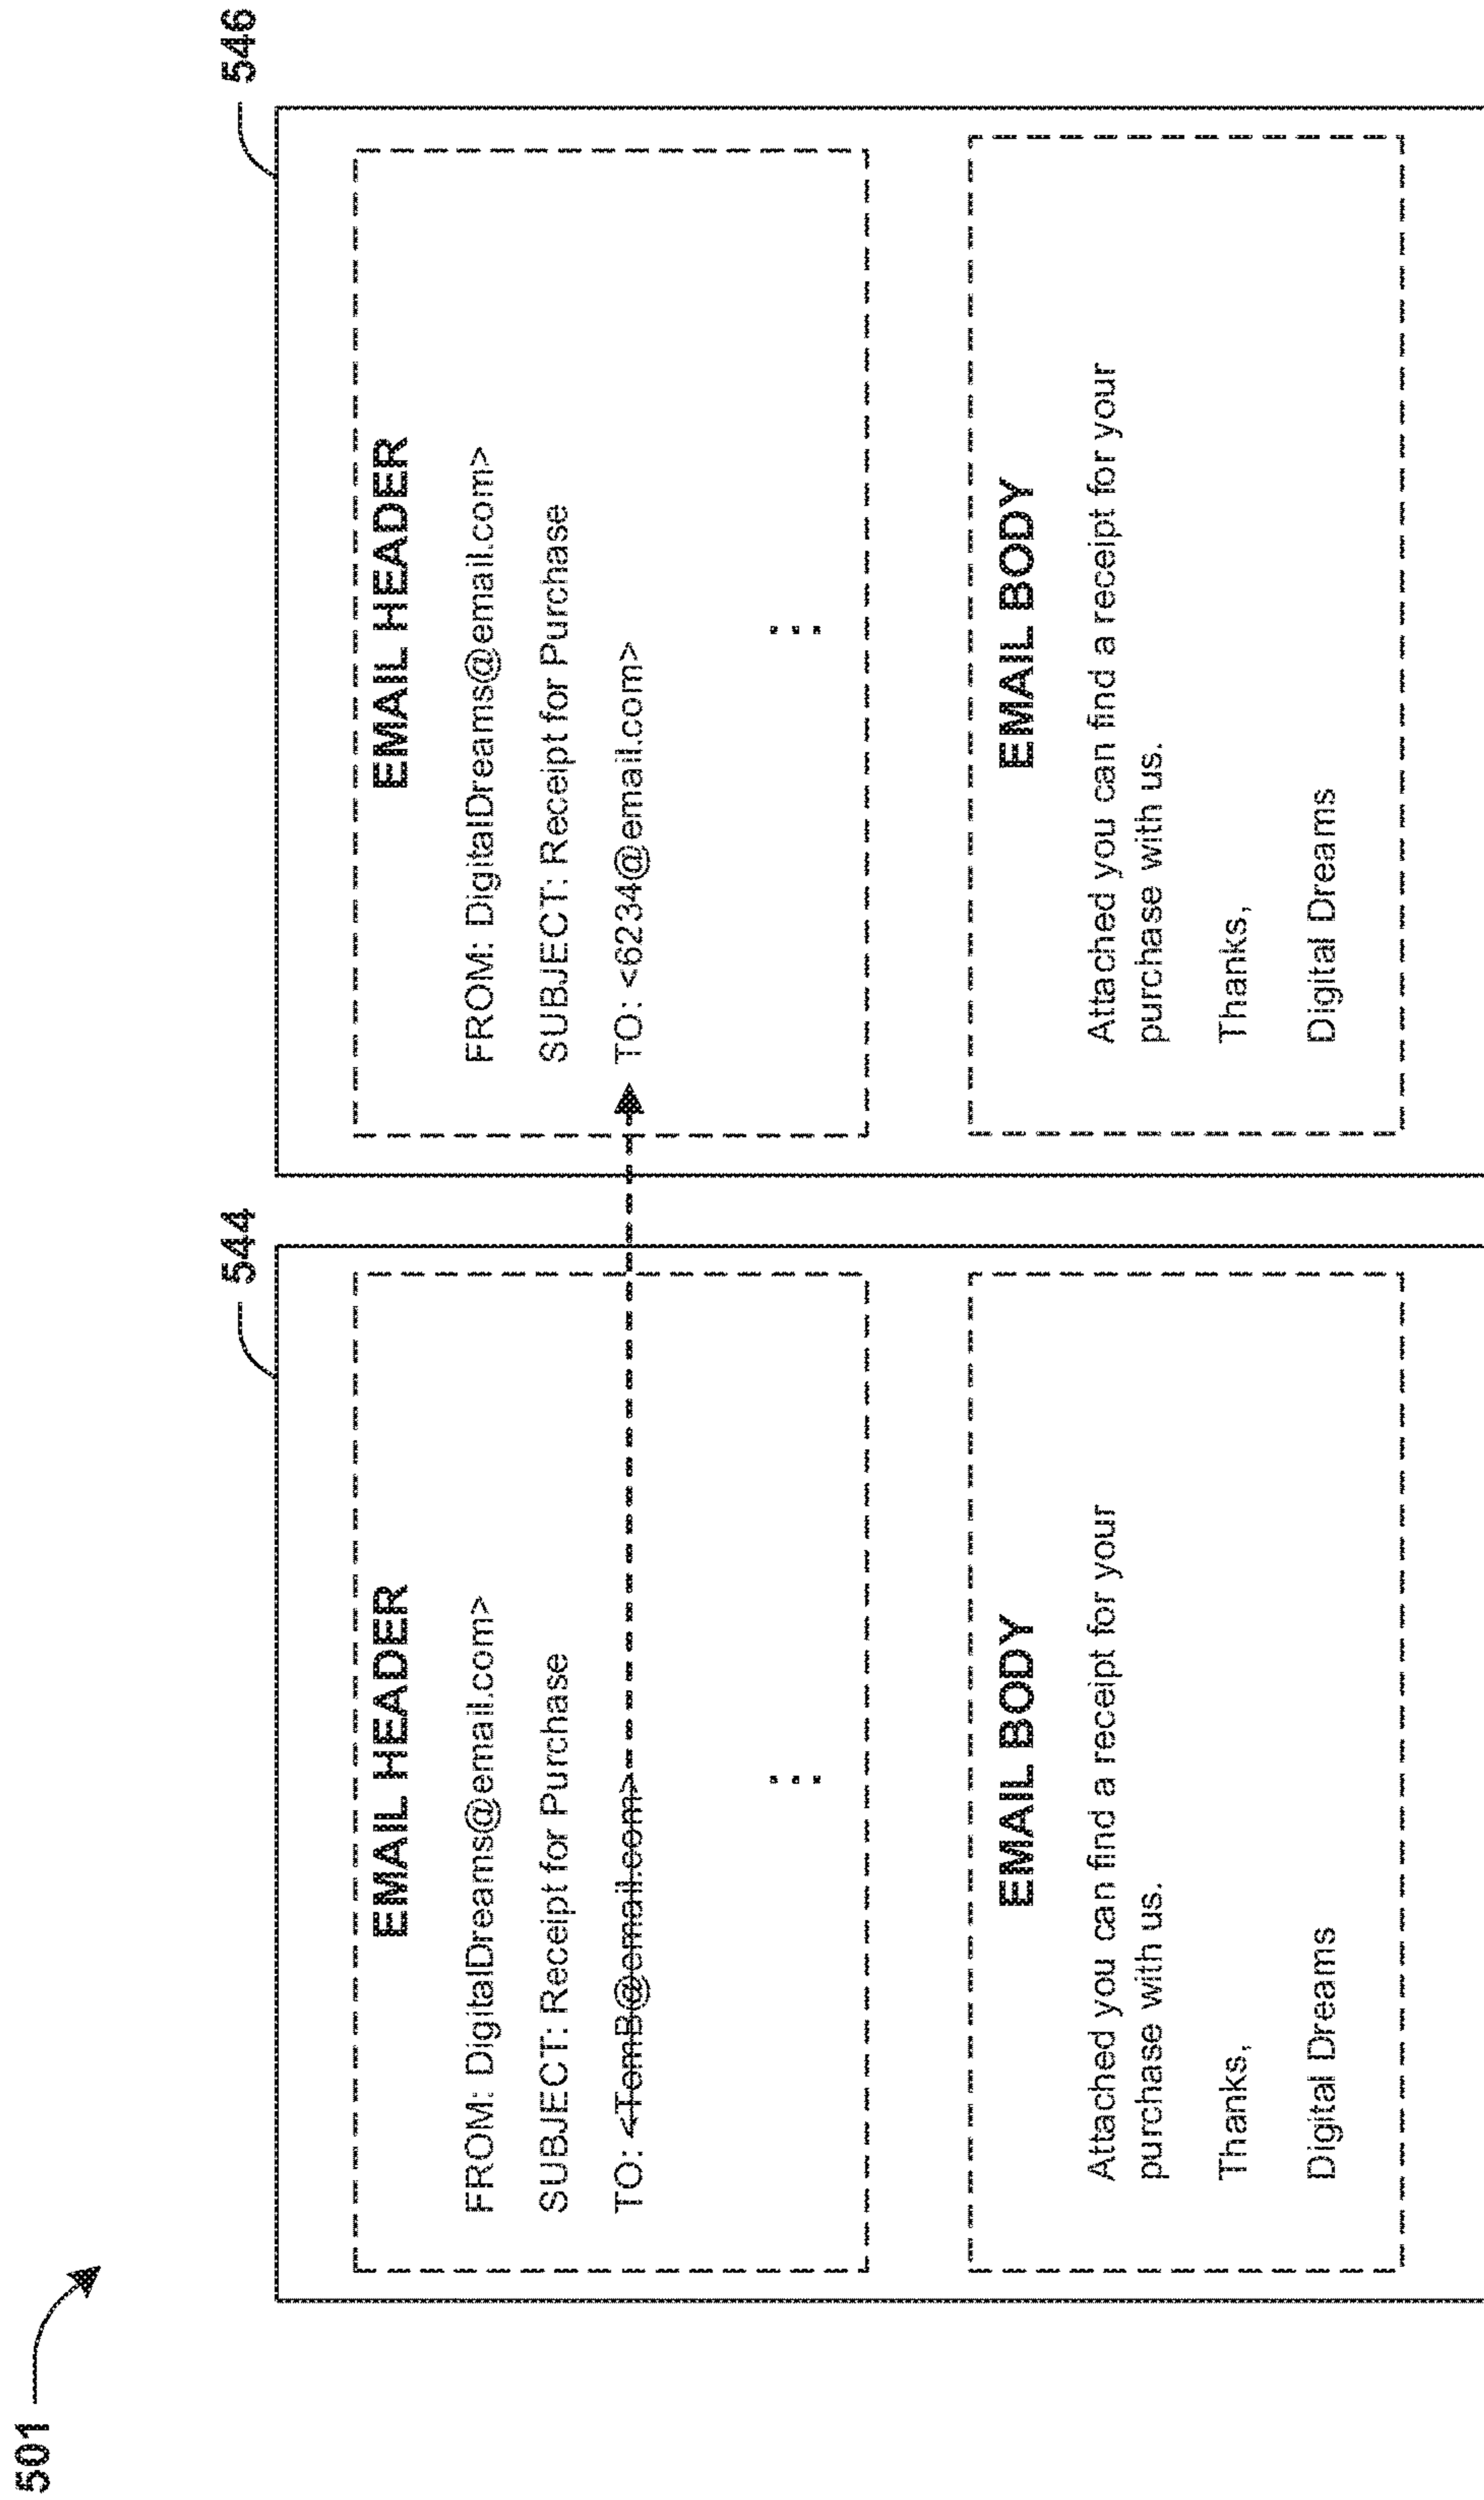 501
544
EMAIL HEADER
FROM: DigitalDreams@email.com>
SUBJECT: Receipt for Purchase
TO: <TomB@email.com>
...
EMAIL BODY
Attached you can find a receipt for your
purchase with us.
Thanks,
Digital Dreams
546
EMAIL HEADER
FROM: DigitalDreams@email.com>
SUBJECT: Receipt for Purchase
TO: <6234@email.com>
...
EMAIL BODY
Attached you can find a receipt for your
purchase with us.
Thanks,
Digital Dreams